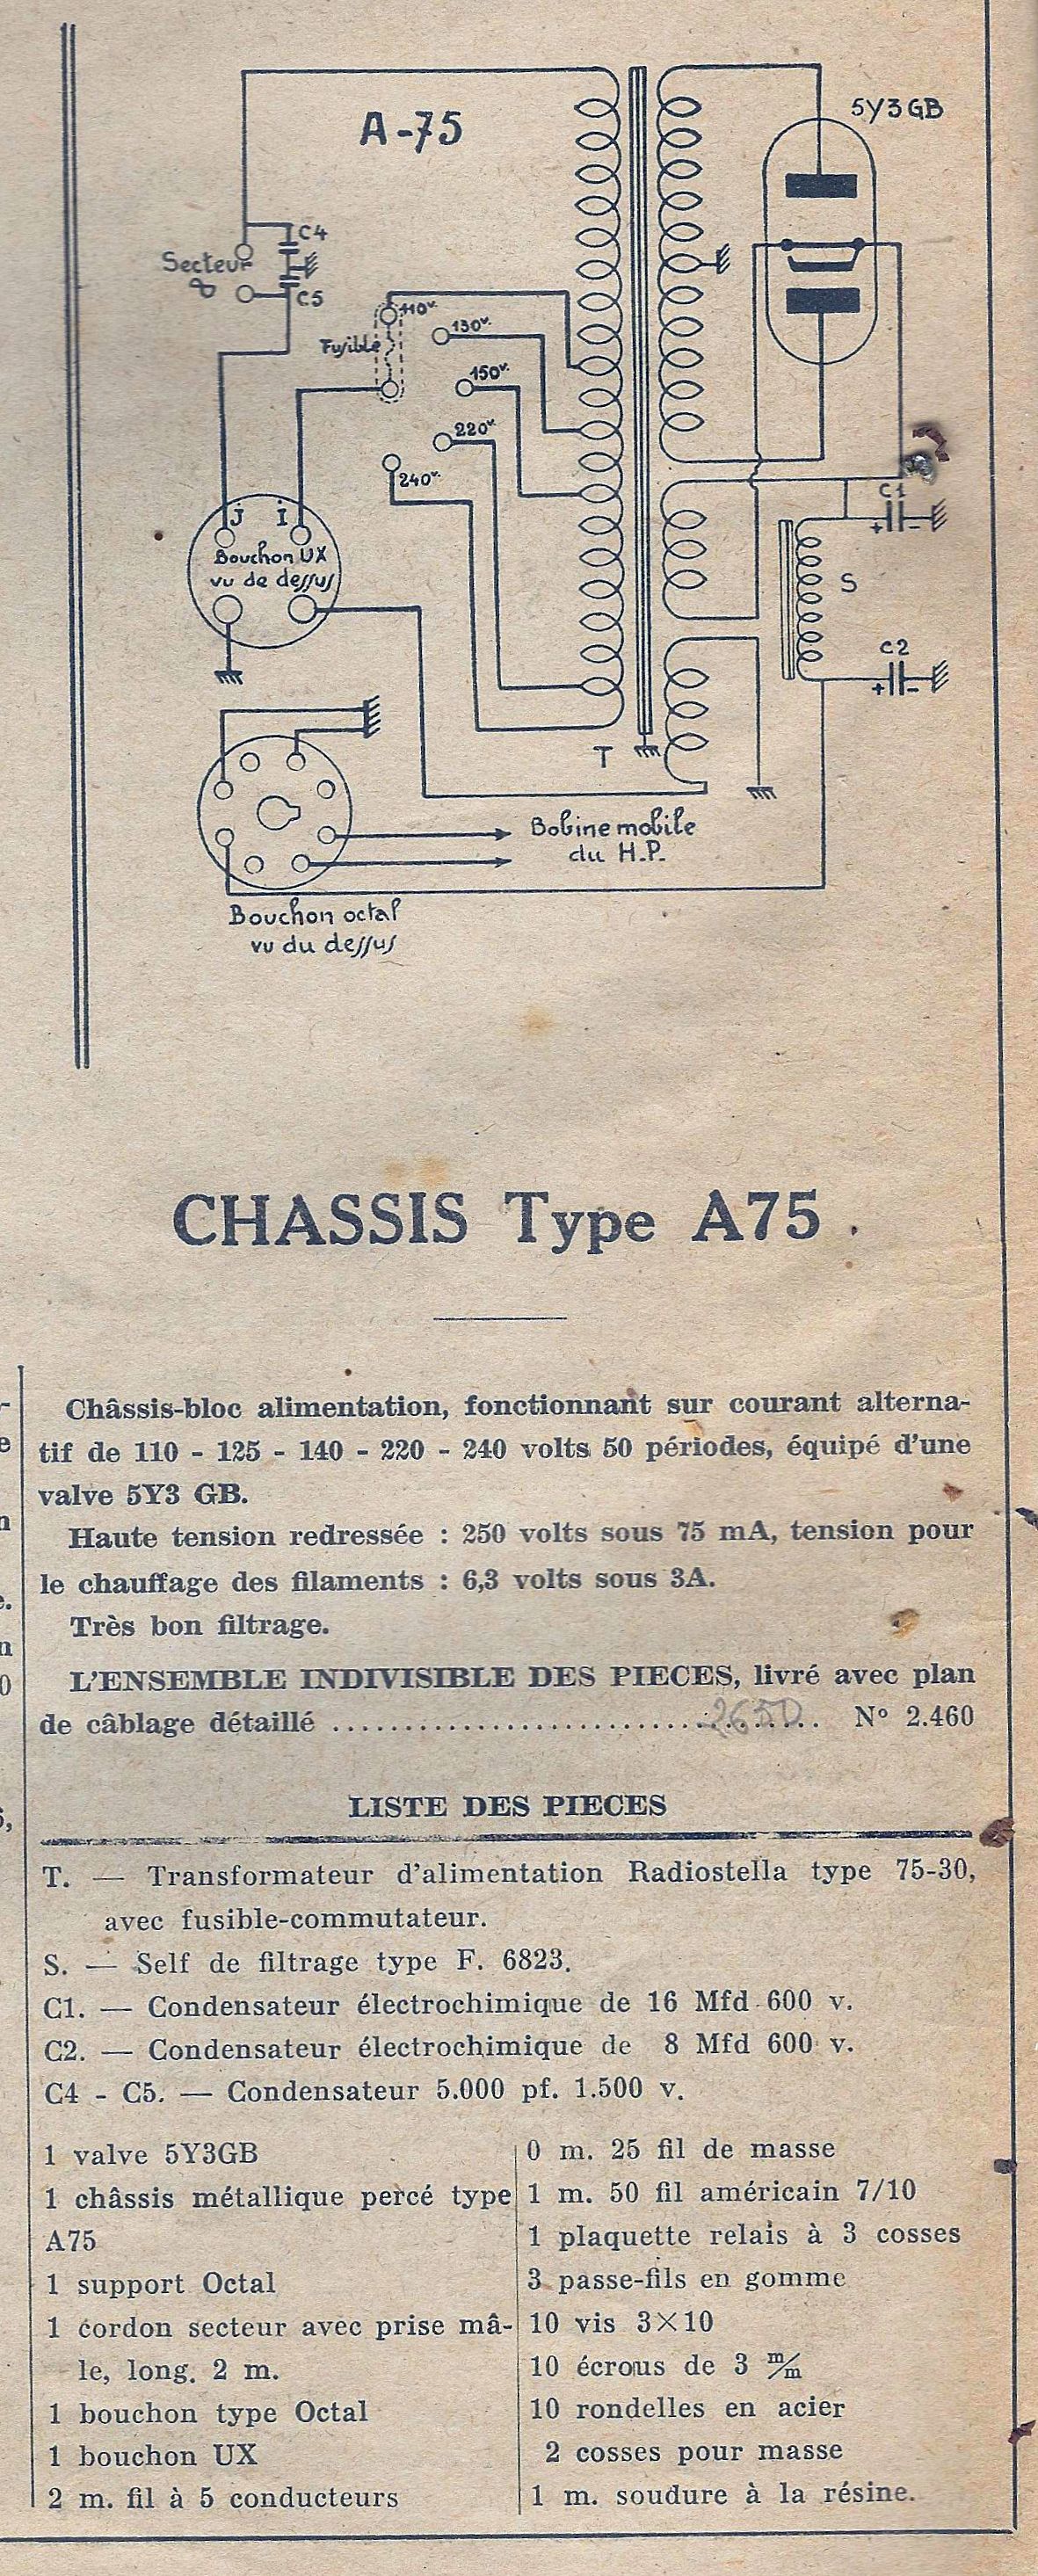 A-75
5Y3GB
C4
Secteur
C5
110v.
130v.
Fusible
150v.
220v.
240v.
C1
J I
Bouchon UX
vu de dessus
S
C2
T
Bobine mobile
du H.P.
Bouchon octal
vu du dessus
CHASSIS Type A75
Châssis-bloc alimentation, fonctionnant sur courant alterna-
tif de 110 - 125 - 140 - 220 - 240 volts 50 périodes, équipé d'une
valve 5Y3 GB.
Haute tension redressée : 250 volts sous 75 mA, tension pour
le chauffage des filaments : 6,3 volts sous 3A.
Très bon filtrage.
L'ENSEMBLE INDIVISIBLE DES PIECES, livré avec plan
de câblage détaillé .................................. N° 2.460
LISTE DES PIECES
T. — Transformateur d'alimentation Radiostella type 75-30,
avec fusible-commutateur.
S. — Self de filtrage type F. 6823.
C1. — Condensateur électrochimique de 16 Mfd 600 v.
C2. — Condensateur électrochimique de 8 Mfd 600 v.
C4 - C5. — Condensateur 5.000 pf. 1.500 v.
1 valve 5Y3GB
1 châssis métallique percé type
A75
1 support Octal
1 cordon secteur avec prise mâ-
le, long. 2 m.
1 bouchon type Octal
1 bouchon UX
2 m. fil à 5 conducteurs
0 m. 25 fil de masse
1 m. 50 fil américain 7/10
1 plaquette relais à 3 cosses
3 passe-fils en gomme
10 vis 3×10
10 écrous de 3 m/m
10 rondelles en acier
2 cosses pour masse
1 m. soudure à la résine.